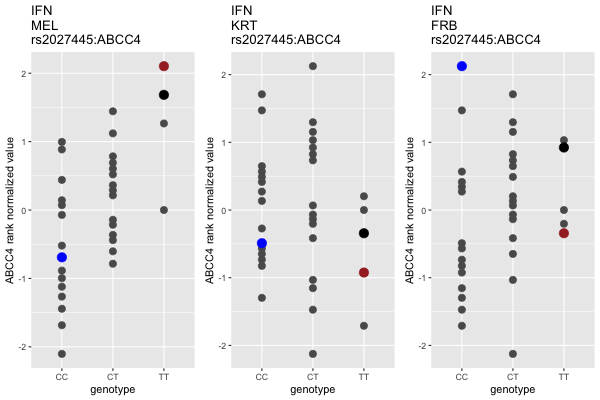 IFN
MEL
rs2027445:ABCC4
ABCC4 rank normalized value
2
1
0
-1
-2
CC
CT
TT
genotype
IFN
KRT
rs2027445:ABCC4
ABCC4 rank normalized value
2
1
0
-1
-2
CC
CT
TT
genotype
IFN
FRB
rs2027445:ABCC4
ABCC4 rank normalized value
2
1
0
-1
-2
CC
CT
TT
genotype